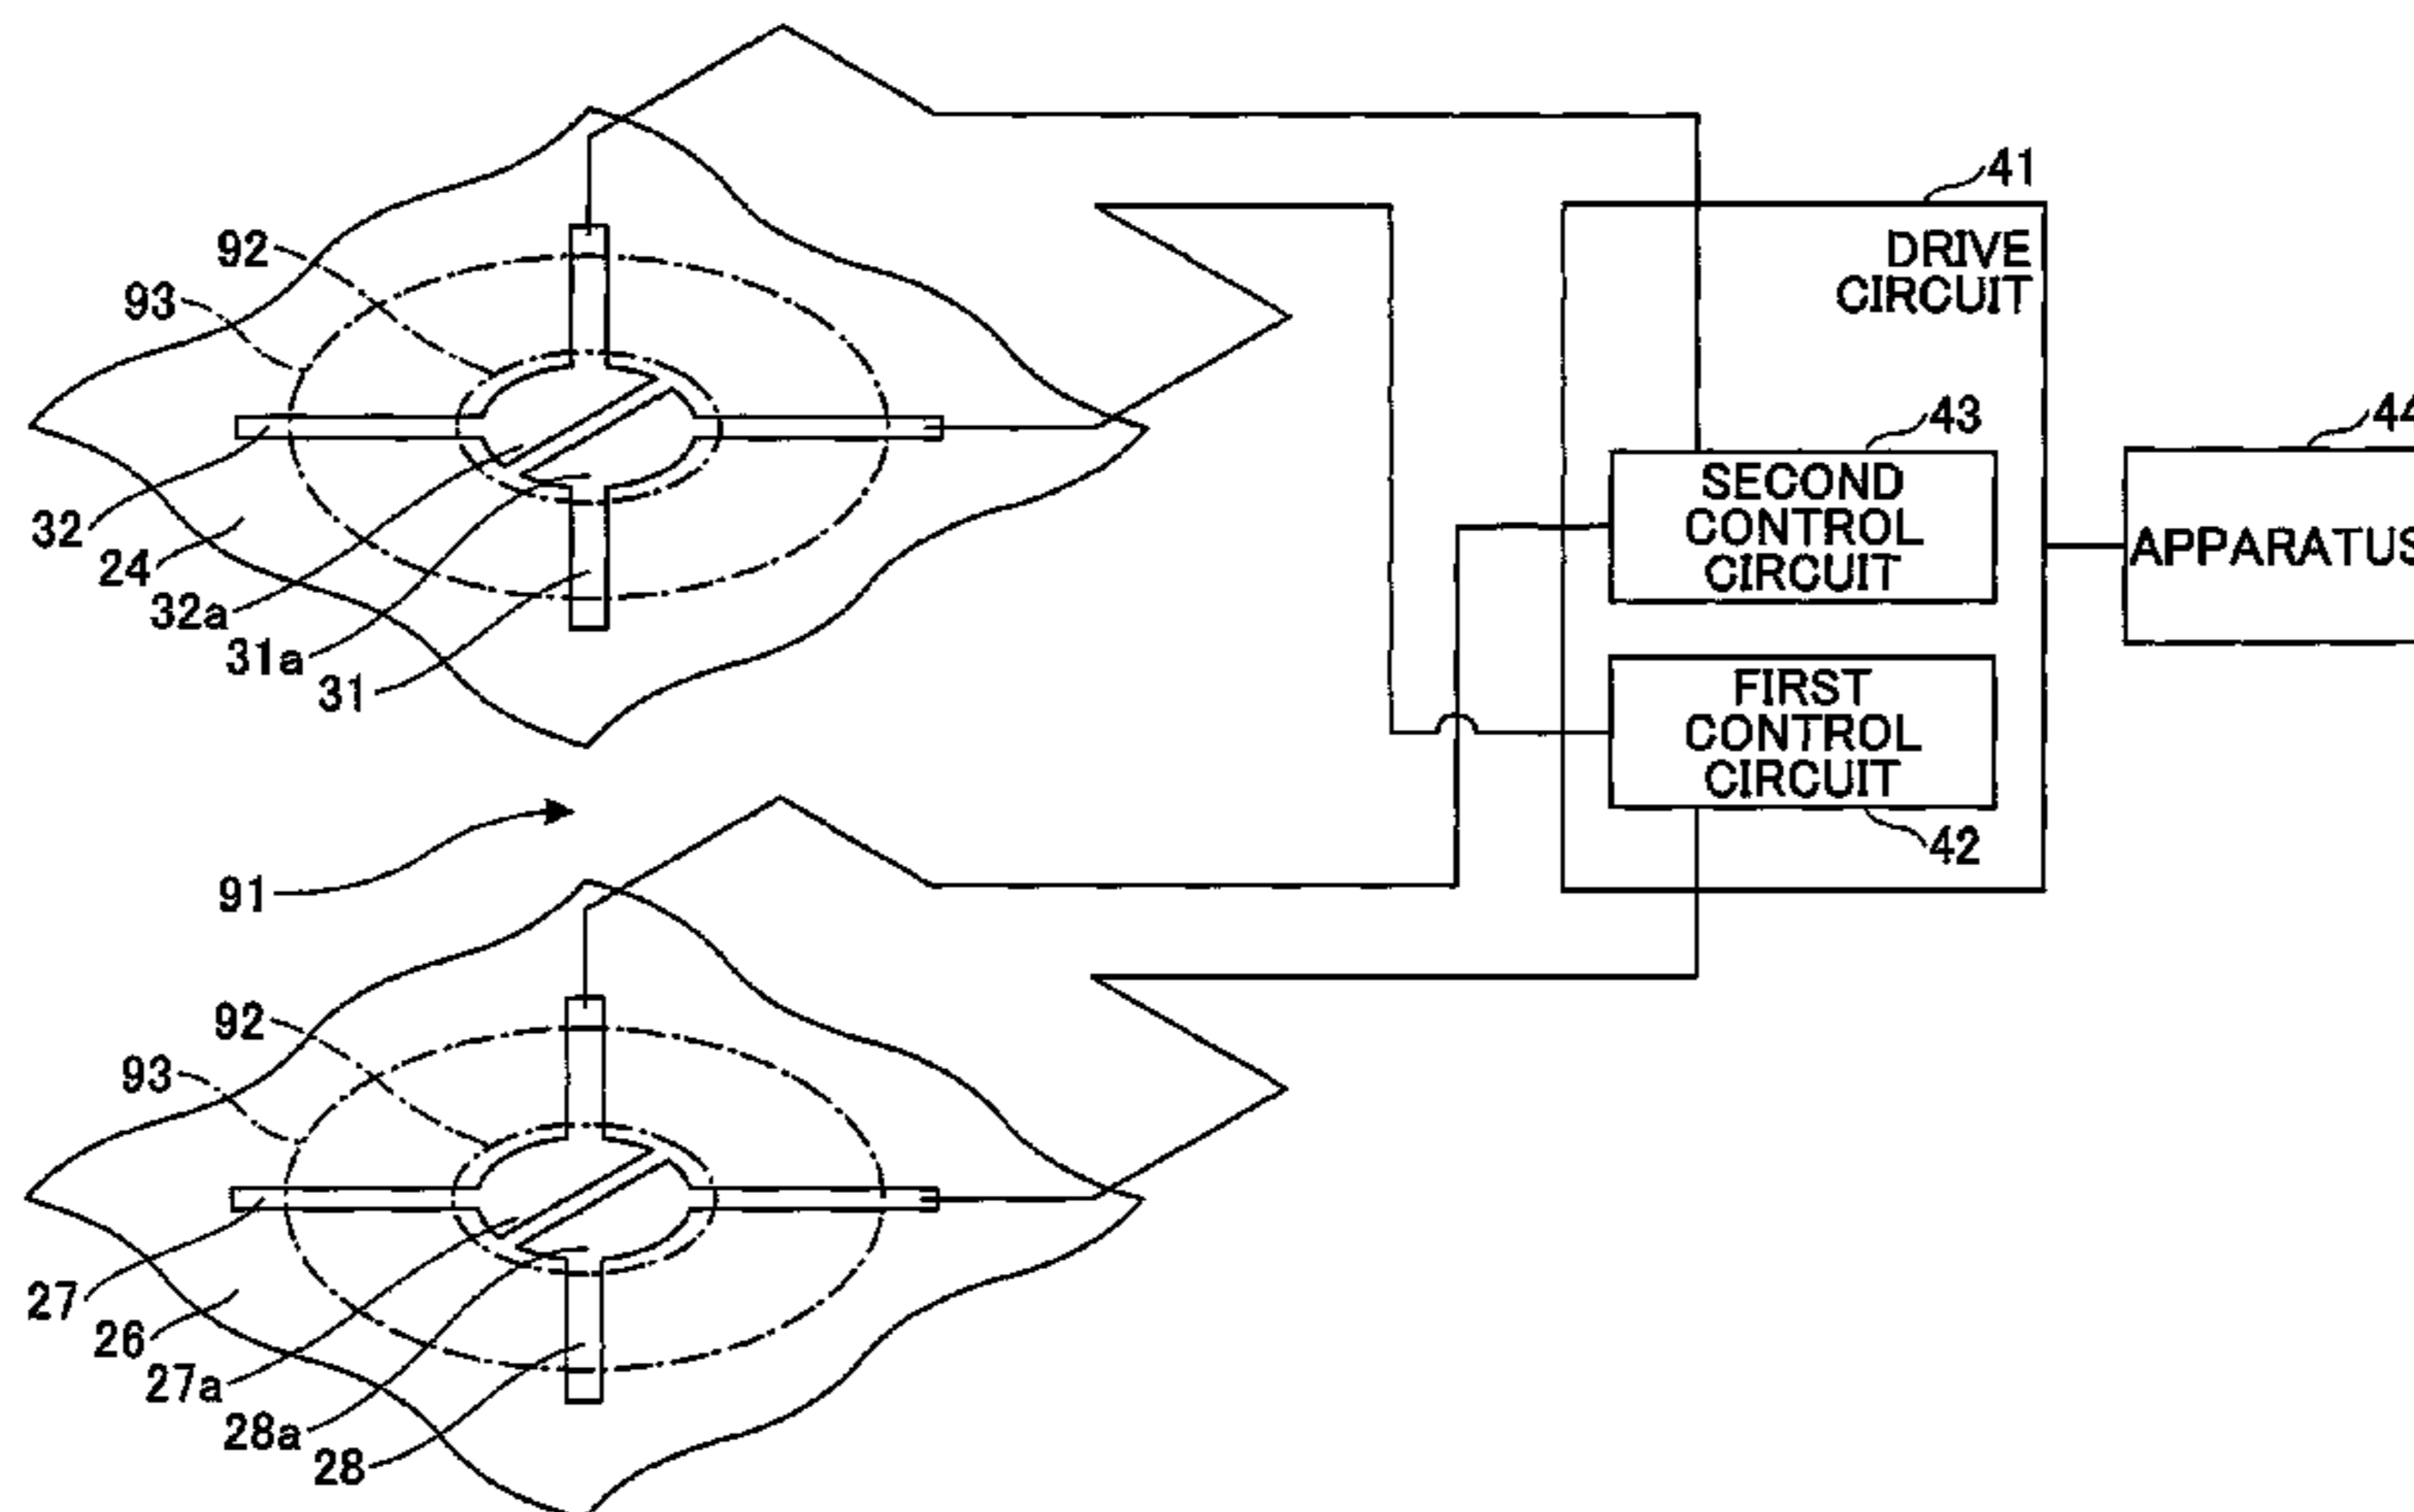 41
DRIVE
CIRCUIT
92
93
43
44
SECOND
CONTROL
CIRCUIT
APPARATUS
32
24
32a
31a
31
FIRST
CONTROL
CIRCUIT
42
91
92
93
27
26
27a
28a
28